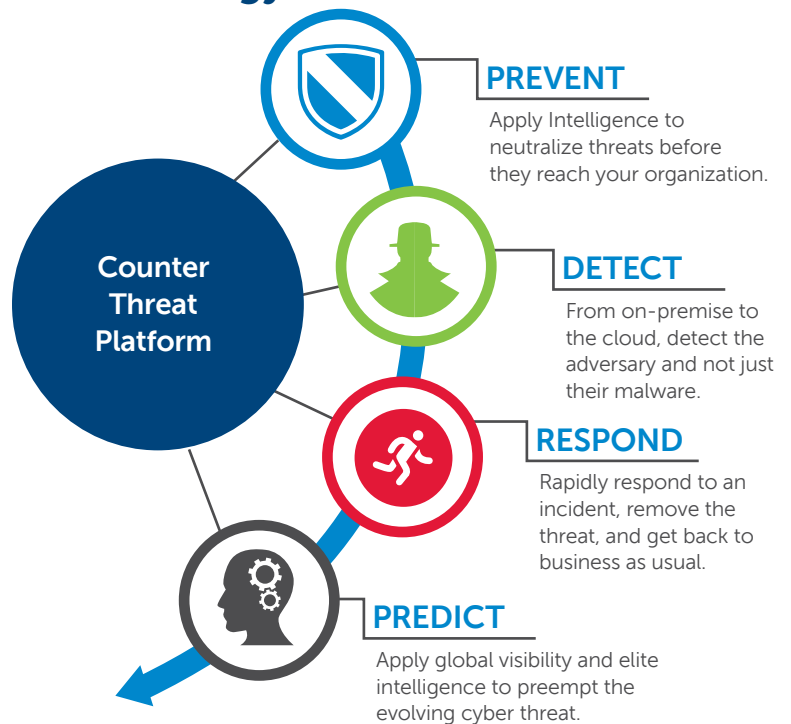 PREVENT
Apply Intelligence to
neutralize threats before
they reach your organization.
Counter
Threat
Platform
DETECT
From on-premise to
the cloud, detect the
adversary and not just
their malware.
RESPOND
Rapidly respond to an
incident, remove the
threat, and get back to
business as usual.
PREDICT
Apply global visibility and elite
intelligence to preempt the
evolving cyber threat.